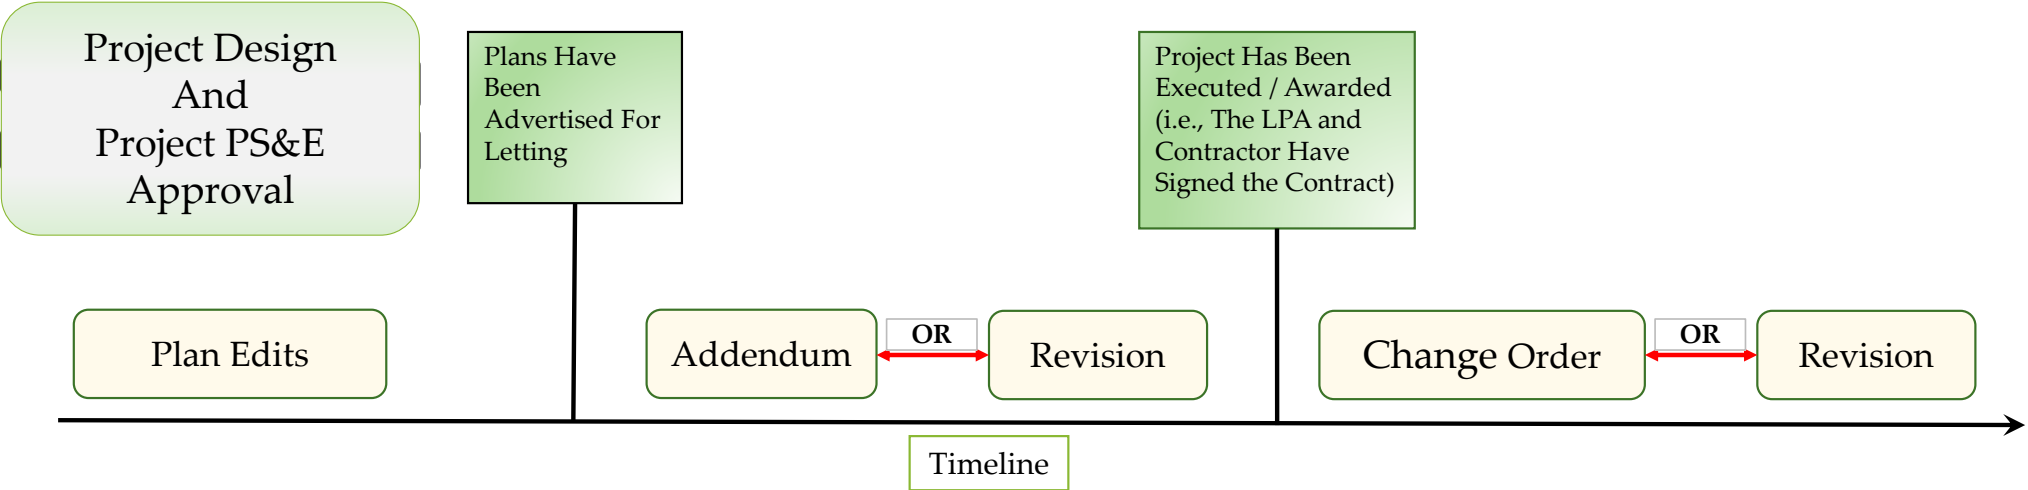 Project Design
And
Project PS&E
Approval
Plans Have
Been
Advertised For
Letting
Project Has Been
Executed / Awarded
(i.e., The LPA and
Contractor Have
Signed the Contract)
Plan Edits
Addendum
OR
Revision
Change Order
OR
Revision
Timeline